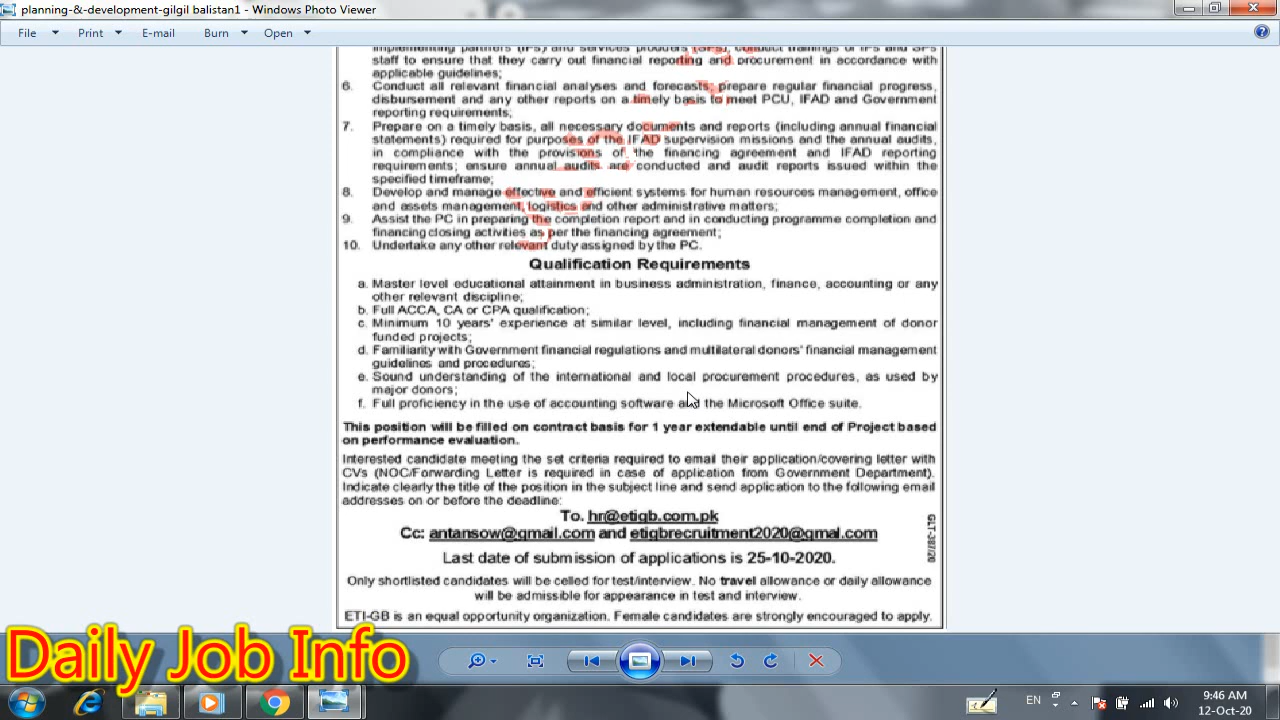 planning-&-development-gilgil balistan1 - Windows Photo Viewer
File Print E-mail Burn Open
implementing partners (IPs) and services providers (SPs), conduct trainings of IPs and SPs
staff to ensure that they carry out financial reporting and procurement in accordance with
applicable guidelines;
6. Conduct all relevant financial analyses and forecasts; prepare regular financial progress,
disbursement and any other reports on a timely basis to meet PCU, IFAD and Government
reporting requirements;
7. Prepare on a timely basis, all necessary documents and reports (including annual financial
statements) required for purposes of the IFAD supervision missions and the annual audits,
in compliance with the provisions of the financing agreement and IFAD reporting
requirements; ensure annual audits are conducted and audit reports issued within the
specified timeframe;
8. Develop and manage effective and efficient systems for human resources management, office
and assets management, logistics and other administrative matters;
9. Assist the PC in preparing the completion report and in conducting programme completion and
financing closing activities as per the financing agreement;
10. Undertake any other relevant duty assigned by the PC.
Qualification Requirements
a. Master level educational attainment in business administration, finance, accounting or any
other relevant discipline;
b. Full ACCA, CA or CPA qualification;
c. Minimum 10 years' experience at similar level, including financial management of donor
funded projects;
d. Familiarity with Government financial regulations and multilateral donors' financial management
guidelines and procedures;
e. Sound understanding of the international and local procurement procedures, as used by
major donors;
f. Full proficiency in the use of accounting software and the Microsoft Office suite.
This position will be filled on contract basis for 1 year extendable until end of Project based
on performance evaluation.
Interested candidate meeting the set criteria required to email their application/covering letter with
CVs (NOC/Forwarding Letter is required in case of application from Government Department).
Indicate clearly the title of the position in the subject line and send application to the following email
addresses on or before the deadline:
To. hr@etigb.com.pk
Cc: antansow@gmail.com and etigbrecruitment2020@gmal.com
GLT-387/20
Last date of submission of applications is 25-10-2020.
Only shortlisted candidates will be celled for test/interview. No travel allowance or daily allowance
will be admissible for appearance in test and interview.
ETI-GB is an equal opportunity organization. Female candidates are strongly encouraged to apply.
Daily Job Info
EN
9:46 AM
12-Oct-20